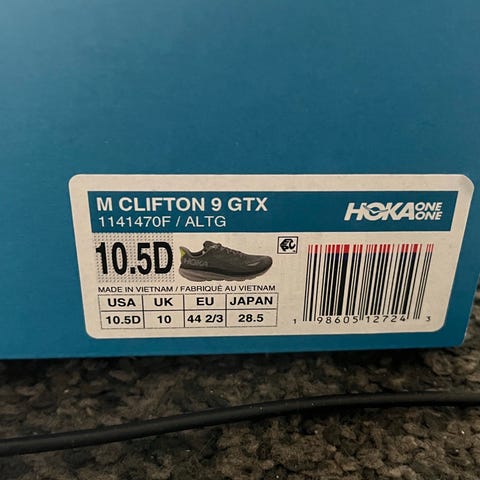 M CLIFTON 9 GTX
1141470F / ALTG
HOKA ONE ONE
10.5D
HOKA
MADE IN VIETNAM / FABRIQUÉ AU VIETNAM
USA UK EU JAPAN
10.5D 10 44 2/3 28.5
1 98605 12724 3